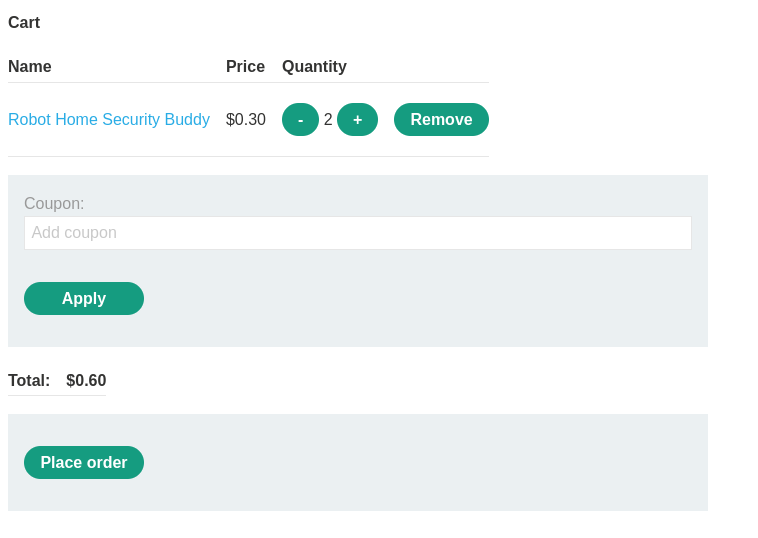 Cart
Name Price Quantity
Robot Home Security Buddy $0.30 - 2 + Remove
Coupon:
Add coupon
Apply
Total: $0.60
Place order